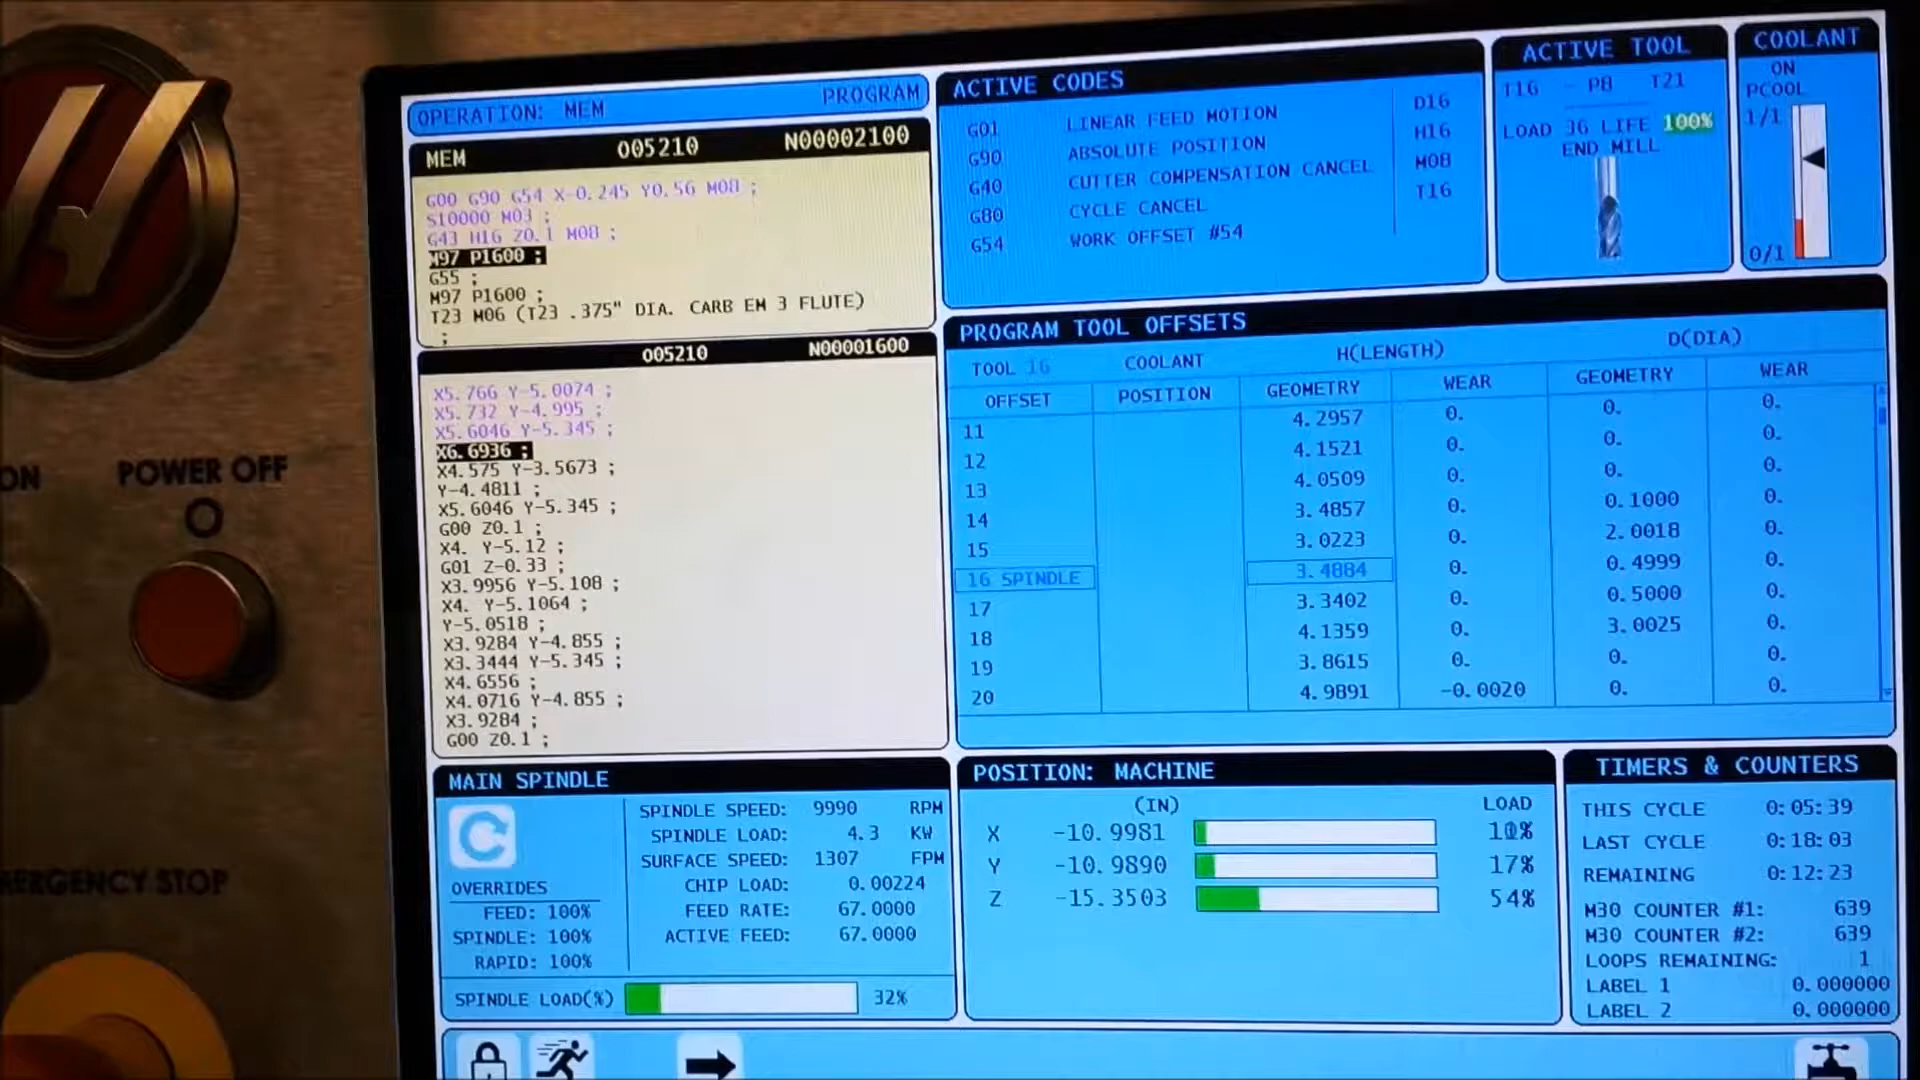 OPERATION: MEM PROGRAM
MEM O05210 N00002100
G00 G90 G54 X-0.245 Y0.56 M08 ;
S10000 M03 ;
G43 H16 Z0.1 M08 ;
M97 P1600 ;
G55 ;
M97 P1600 ;
T23 M06 (T23 .375" DIA. CARB EM 3 FLUTE)
;
O05210 N00001600
X5.766 Y-5.0074 ;
X5.732 Y-4.995 ;
X5.6046 Y-5.345 ;
X6.6936 ;
X4.575 Y-3.5673 ;
Y-4.4811 ;
X5.6046 Y-5.345 ;
G00 Z0.1 ;
X4. Y-5.12 ;
G01 Z-0.33 ;
X3.9956 Y-5.108 ;
X4. Y-5.1064 ;
Y-5.0518 ;
X3.9284 Y-4.855 ;
X3.3444 Y-5.345 ;
X4.6556 ;
X4.0716 Y-4.855 ;
X3.9284 ;
G00 Z0.1 ;
ACTIVE CODES
G01 LINEAR FEED MOTION D16
G90 ABSOLUTE POSITION H16
G40 CUTTER COMPENSATION CANCEL M08
G80 CYCLE CANCEL T16
G54 WORK OFFSET #54
ACTIVE TOOL
T16 - P8 T21
LOAD 36 LIFE 100%
END MILL
COOLANT
ON
PCOOL
1/1
0/1
PROGRAM TOOL OFFSETS
TOOL 16 COOLANT H(LENGTH) D(DIA)
OFFSET POSITION GEOMETRY WEAR GEOMETRY WEAR
11 4.2957 0. 0. 0.
12 4.1521 0. 0. 0.
13 4.0509 0. 0. 0.
14 3.4857 0. 0.1000 0.
15 3.0223 0. 2.0018 0.
16 SPINDLE 3.4884 0. 0.4999 0.
17 3.3402 0. 0.5000 0.
18 4.1359 0. 3.0025 0.
19 3.8615 0. 0. 0.
20 4.9891 -0.0020 0. 0.
POWER OFF
ON
ERGENCY STOP
MAIN SPINDLE
SPINDLE SPEED: 9990 RPM
SPINDLE LOAD: 4.3 KW
SURFACE SPEED: 1307 FPM
CHIP LOAD: 0.00224
FEED RATE: 67.0000
ACTIVE FEED: 67.0000
OVERRIDES
FEED: 100%
SPINDLE: 100%
RAPID: 100%
SPINDLE LOAD(%) 32%
POSITION: MACHINE
(IN) LOAD
X -10.9981
Y -10.9890 17%
Z -15.3503 54%
TIMERS & COUNTERS
THIS CYCLE 0:05:39
LAST CYCLE 0:18:03
REMAINING 0:12:23
M30 COUNTER #1: 639
M30 COUNTER #2: 639
LOOPS REMAINING: 1
LABEL 1 0.000000
LABEL 2 0.000000